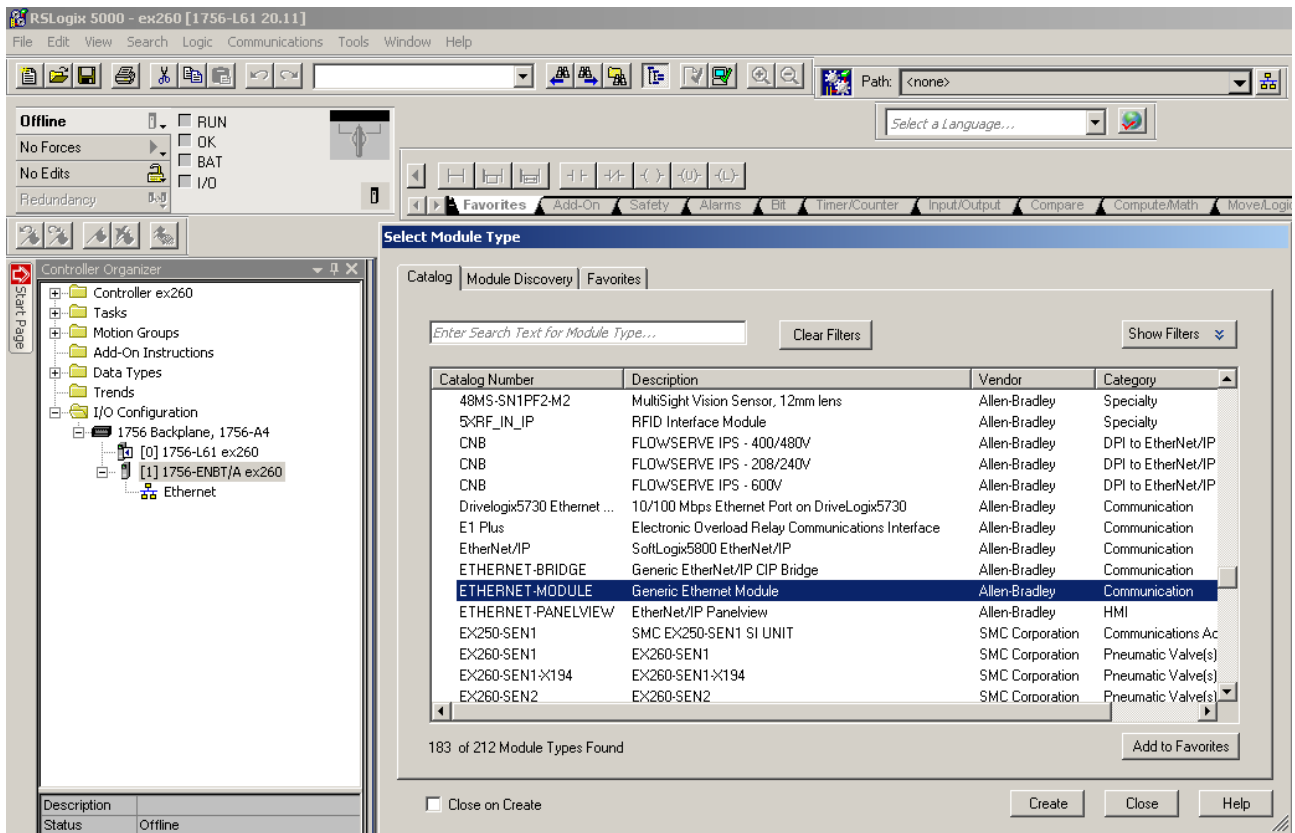 RSLogix 5000 - ex260 [1756-L61 20.11]
File Edit View Search Logic Communications Tools Window Help
Path: <none>
Offline RUN
No Forces OK
No Edits BAT
Redundancy I/O
Select a Language...
Favorites Add-On Safety Alarms Bit Timer/Counter Input/Output Compare Compute/Math Move/Logi
Start Page
Controller Organizer
Controller ex260
Tasks
Motion Groups
Add-On Instructions
Data Types
Trends
I/O Configuration
1756 Backplane, 1756-A4
[0] 1756-L61 ex260
[1] 1756-ENBT/A ex260
Ethernet
Description
Status Offline
Select Module Type
Catalog Module Discovery Favorites
Enter Search Text for Module Type... Clear Filters Show Filters
Catalog Number Description Vendor Category
48MS-SN1PF2-M2 MultiSight Vision Sensor, 12mm lens Allen-Bradley Specialty
5XRF_IN_IP RFID Interface Module Allen-Bradley Specialty
CNB FLOWSERVE IPS - 400/480V Allen-Bradley DPI to EtherNet/IP
CNB FLOWSERVE IPS - 208/240V Allen-Bradley DPI to EtherNet/IP
CNB FLOWSERVE IPS - 600V Allen-Bradley DPI to EtherNet/IP
Drivelogix5730 Ethernet ... 10/100 Mbps Ethernet Port on DriveLogix5730 Allen-Bradley Communication
E1 Plus Electronic Overload Relay Communications Interface Allen-Bradley Communication
EtherNet/IP SoftLogix5800 EtherNet/IP Allen-Bradley Communication
ETHERNET-BRIDGE Generic EtherNet/IP CIP Bridge Allen-Bradley Communication
ETHERNET-MODULE Generic Ethernet Module Allen-Bradley Communication
ETHERNET-PANELVIEW EtherNet/IP Panelview Allen-Bradley HMI
EX250-SEN1 SMC EX250-SEN1 SI UNIT SMC Corporation Communications Ac
EX260-SEN1 EX260-SEN1 SMC Corporation Pneumatic Valve(s)
EX260-SEN1-X194 EX260-SEN1-X194 SMC Corporation Pneumatic Valve(s)
EX260-SEN2 EX260-SEN2 SMC Corporation Pneumatic Valve(s)
183 of 212 Module Types Found Add to Favorites
Close on Create Create Close Help